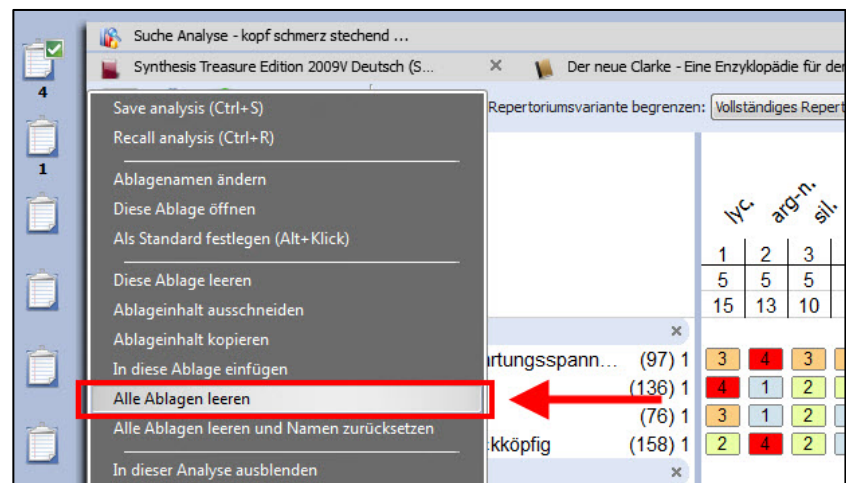 Suche Analyse - kopf schmerz stechend ...
Synthesis Treasure Edition 2009V Deutsch (S... Der neue Clarke - Eine Enzyklopädie für der
4
Save analysis (Ctrl+S)
Repertoriumsvariante begrenzen: Vollständiges Repert
Recall analysis (Ctrl+R)
1
Ablagenamen ändern
Diese Ablage öffnen
Als Standard festlegen (Alt+Klick)
lyc. arg-n. sil.
1 2 3
Diese Ablage leeren
5 5 5
Ablageinhalt ausschneiden
15 13 10
Ablageinhalt kopieren
In diese Ablage einfügen
rtungsspann... (97) 1 3 4 3
Alle Ablagen leeren
(136) 1 4 1 2
(76) 1 3 1 2
Alle Ablagen leeren und Namen zurücksetzen
kköpfig (158) 1 2 4 2
In dieser Analyse ausblenden